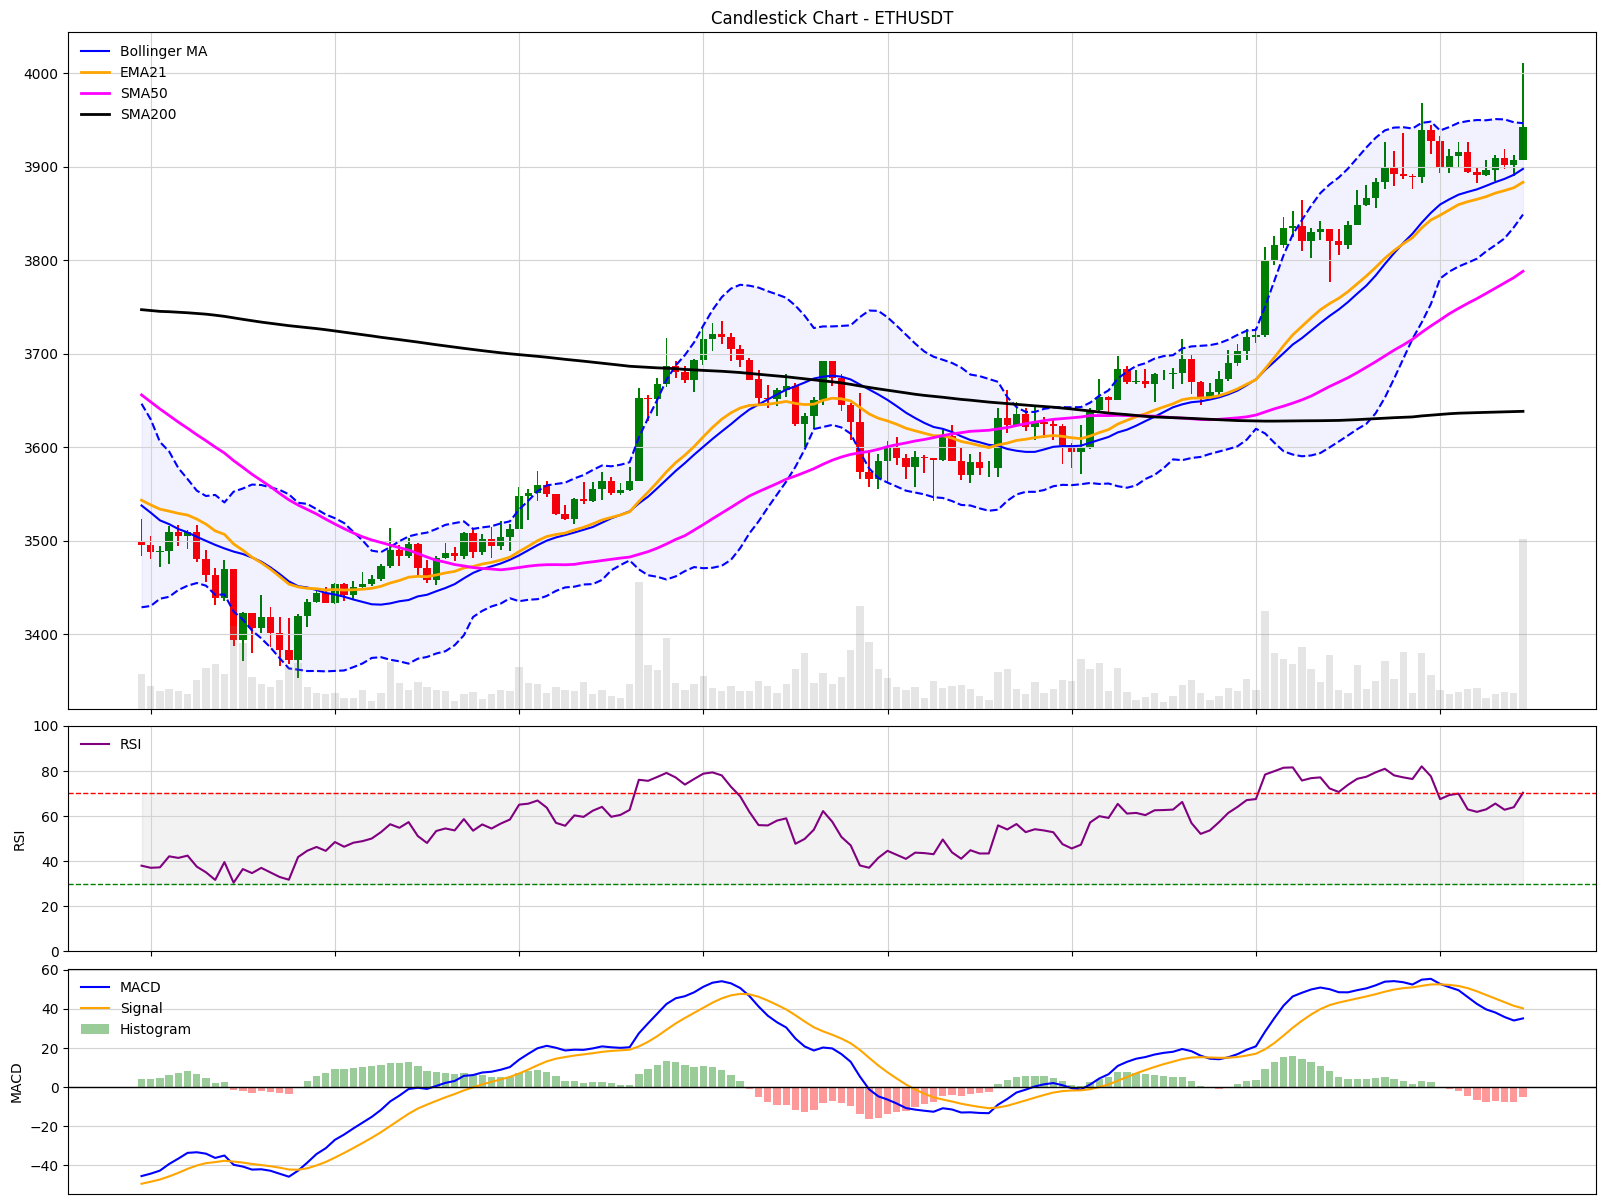 Candlestick Chart - ETHUSDT
Bollinger MA
EMA21
SMA50
SMA200
4000
3900
3800
3700
3600
3500
3400
RSI
100
80
60
40
20
0
RSI
MACD
Signal
Histogram
60
40
20
0
−20
−40
MACD